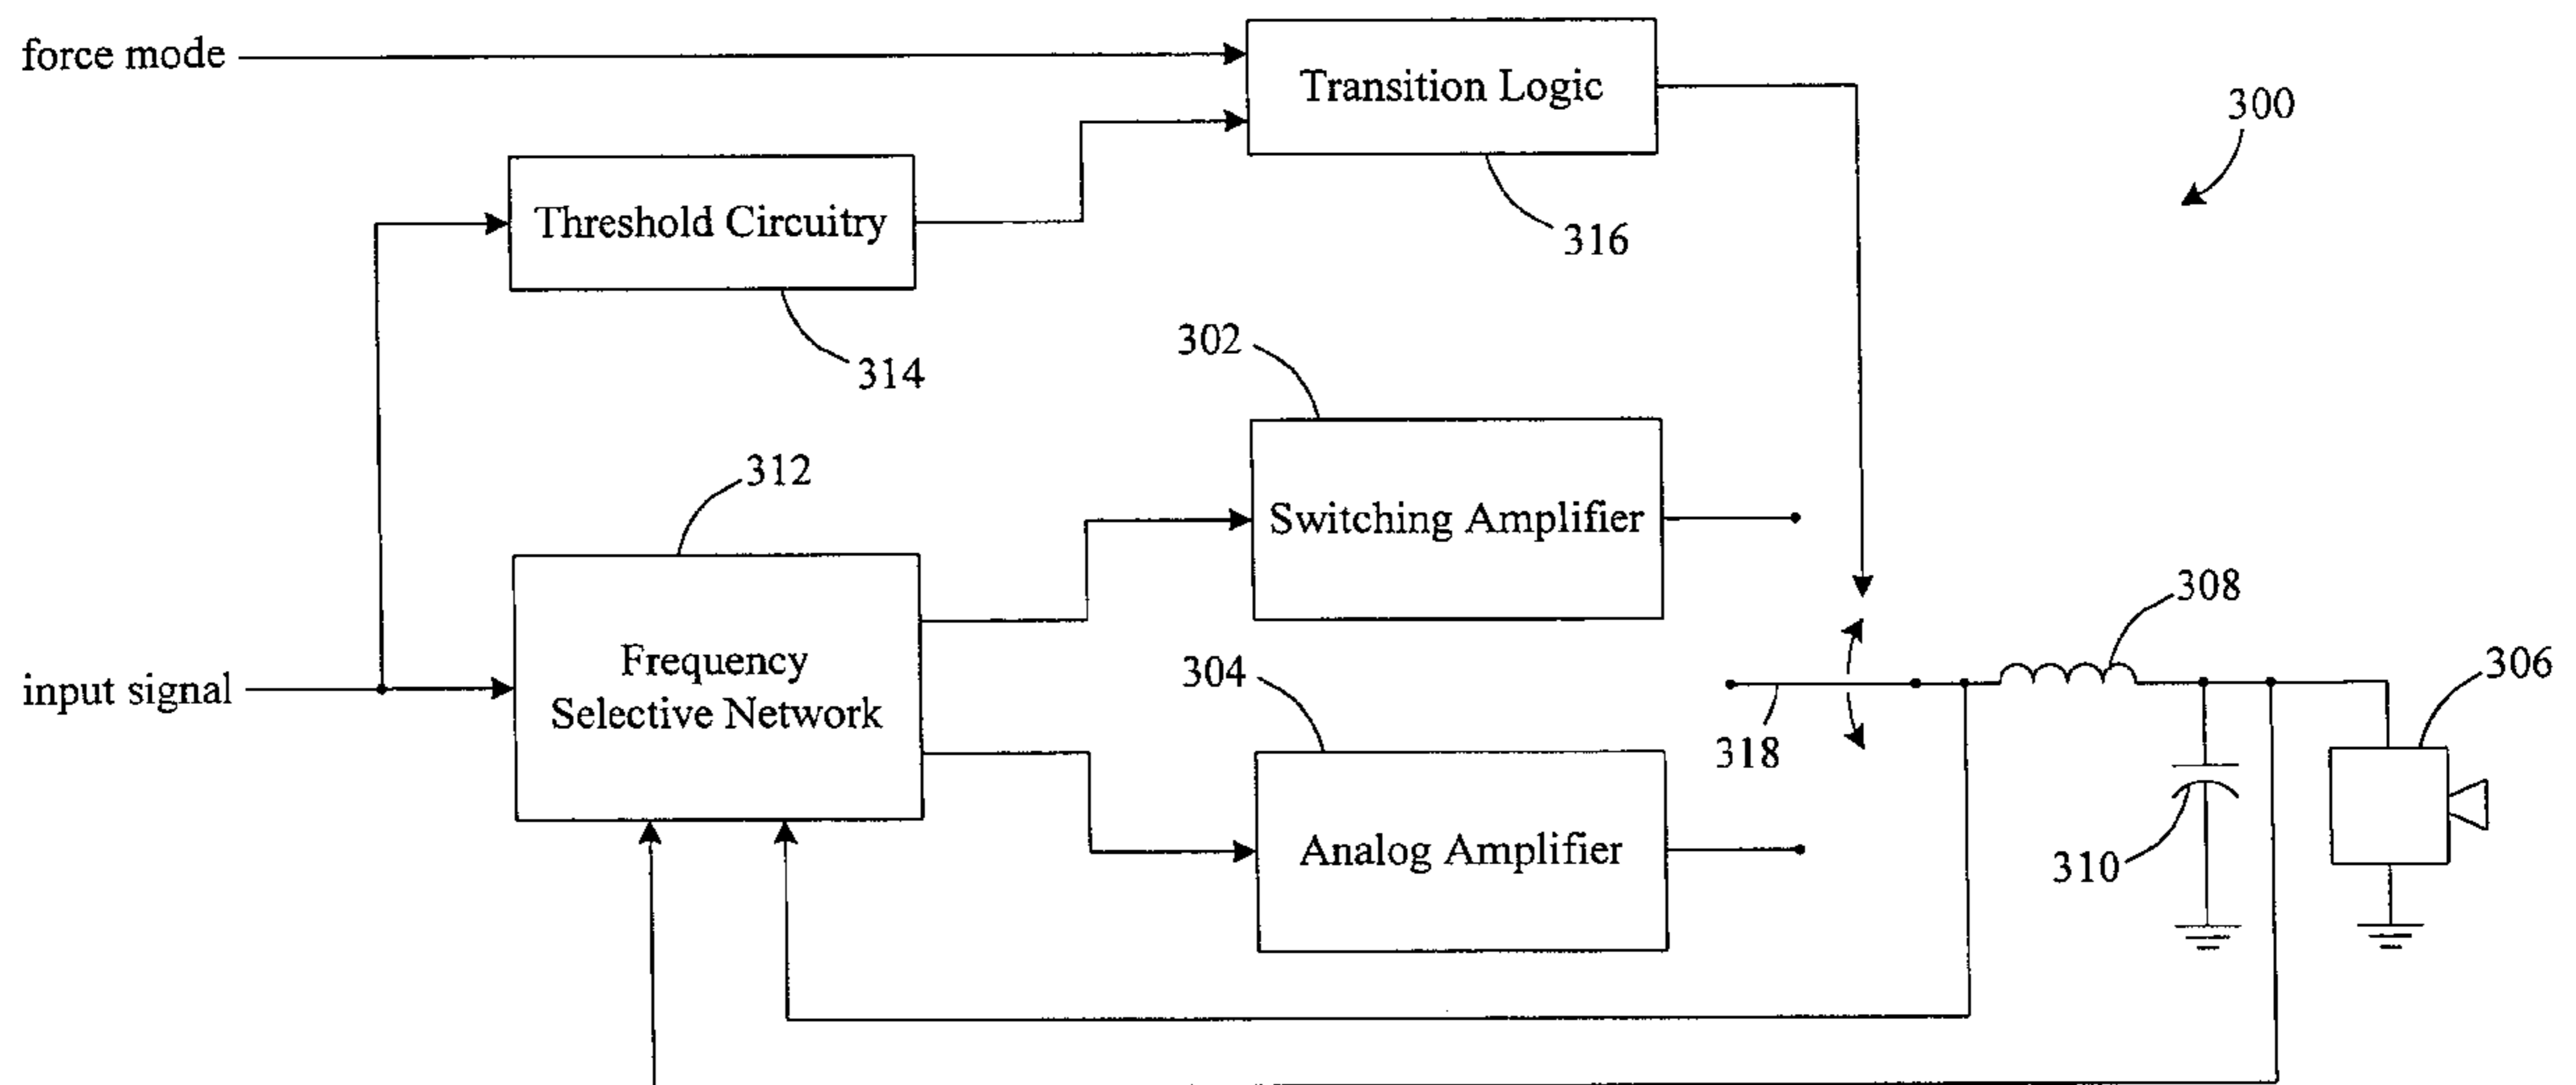 force mode
Transition Logic
300
Threshold Circuitry
316
314
302
312
Switching Amplifier
308
Frequency
Selective Network
input signal
304
306
318
Analog Amplifier
310